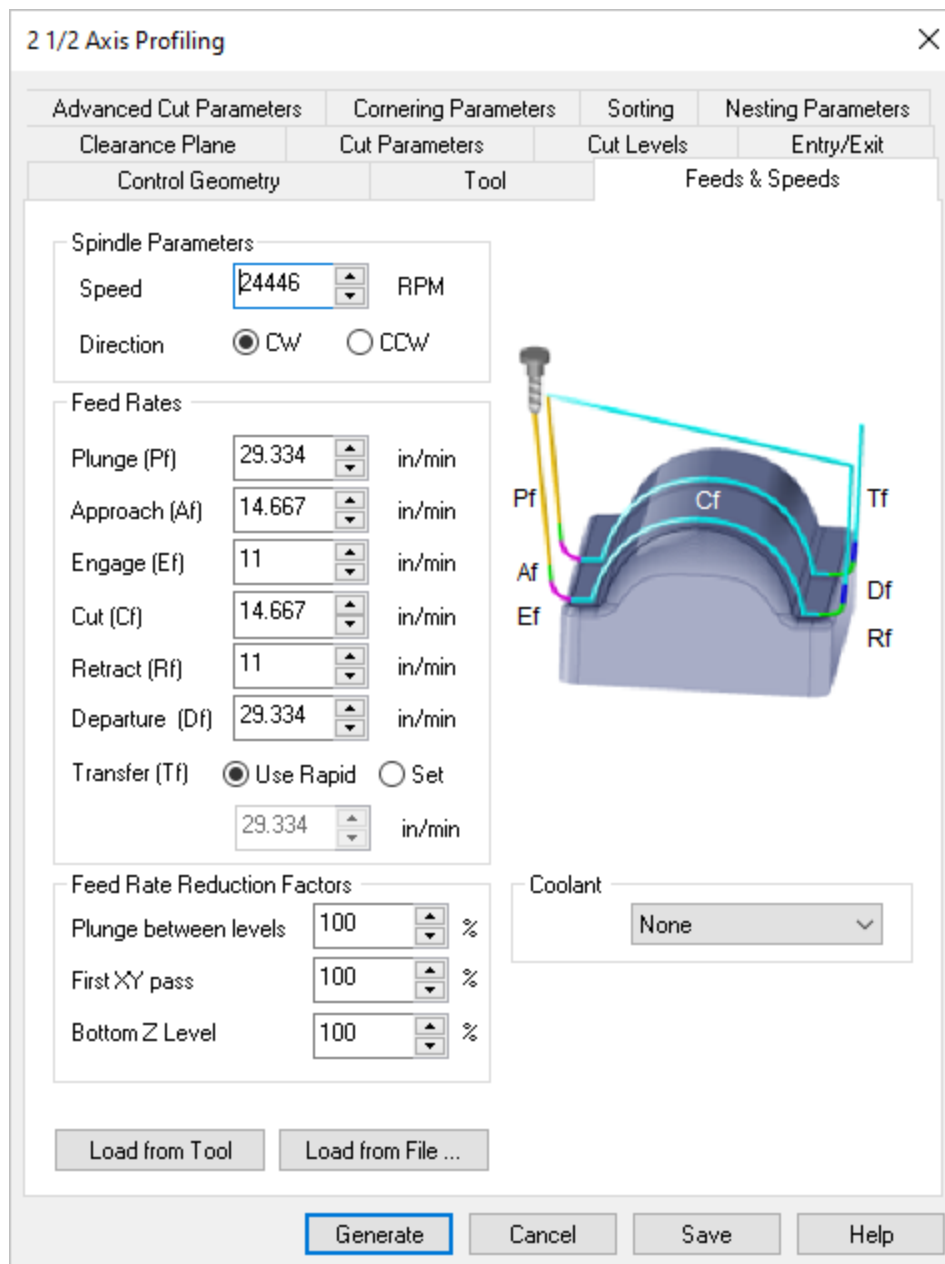 2 1/2 Axis Profiling
Advanced Cut Parameters Cornering Parameters Sorting Nesting Parameters
Clearance Plane Cut Parameters Cut Levels Entry/Exit
Control Geometry Tool Feeds & Speeds
Spindle Parameters
Speed 24446 RPM
Direction CW CCW
Feed Rates
Plunge (Pf) 29.334 in/min
Approach (Af) 14.667 in/min
Engage (Ef) 11 in/min
Cut (Cf) 14.667 in/min
Retract (Rf) 11 in/min
Departure (Df) 29.334 in/min
Transfer (Tf) Use Rapid Set
29.334 in/min
Pf Cf Tf
Af Df
Ef Rf
Feed Rate Reduction Factors
Plunge between levels 100 %
First XY pass 100 %
Bottom Z Level 100 %
Coolant
None
Load from Tool Load from File ...
Generate Cancel Save Help